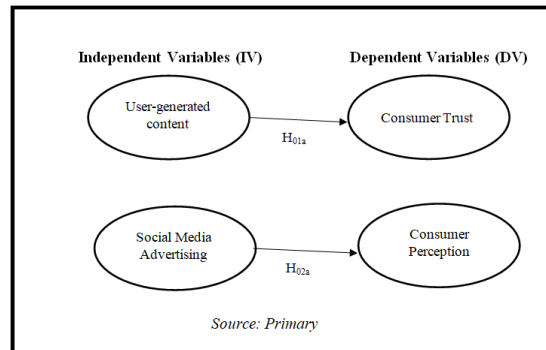 Independent Variables (IV)
Dependent Variables (DV)
User-generated
content
Consumer Trust
H01a
Social Media
Advertising
Consumer
Perception
H02a
Source: Primary